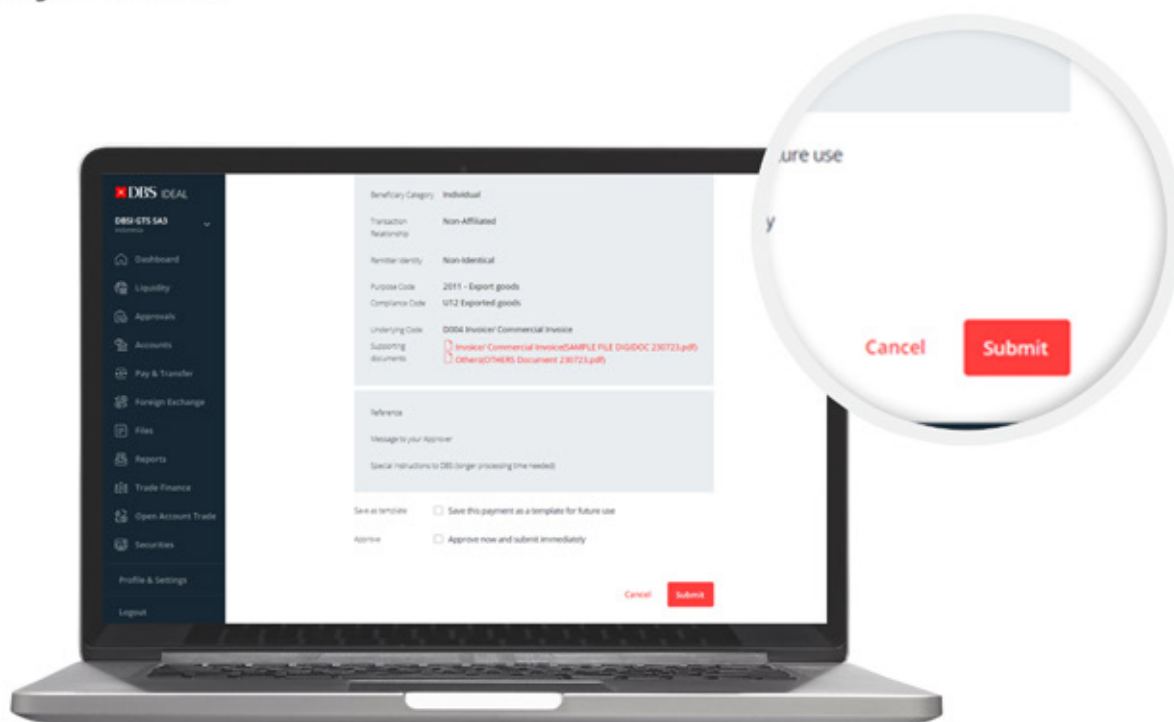 DBS IDEAL
DBSI GTS SA3
Indonesia
Dashboard
Liquidity
Approvals
Accounts
Pay & Transfer
Foreign Exchange
Files
Reports
Trade Finance
Open Account Trade
Securities
Profile & Settings
Logout
Beneficiary Category Individual
Transaction Relationship Non-Affiliated
Remitter Identity Non-Identical
Purpose Code 2011 - Export goods
Compliance Code U12 Exported goods
Underlying Code D004 Invoice/ Commercial Invoice
Supporting documents Invoice/ Commercial Invoice(SAMPLE FILE DIGIDOC 230723.pdf)
Others(OTHERS Document 230723.pdf)
Reference
Message to your Approver
Special Instructions to DBS (longer processing time needed)
Save as template Save this payment as a template for future use
Approve Approve now and submit immediately
Cancel Submit
ure use
y
Cancel Submit